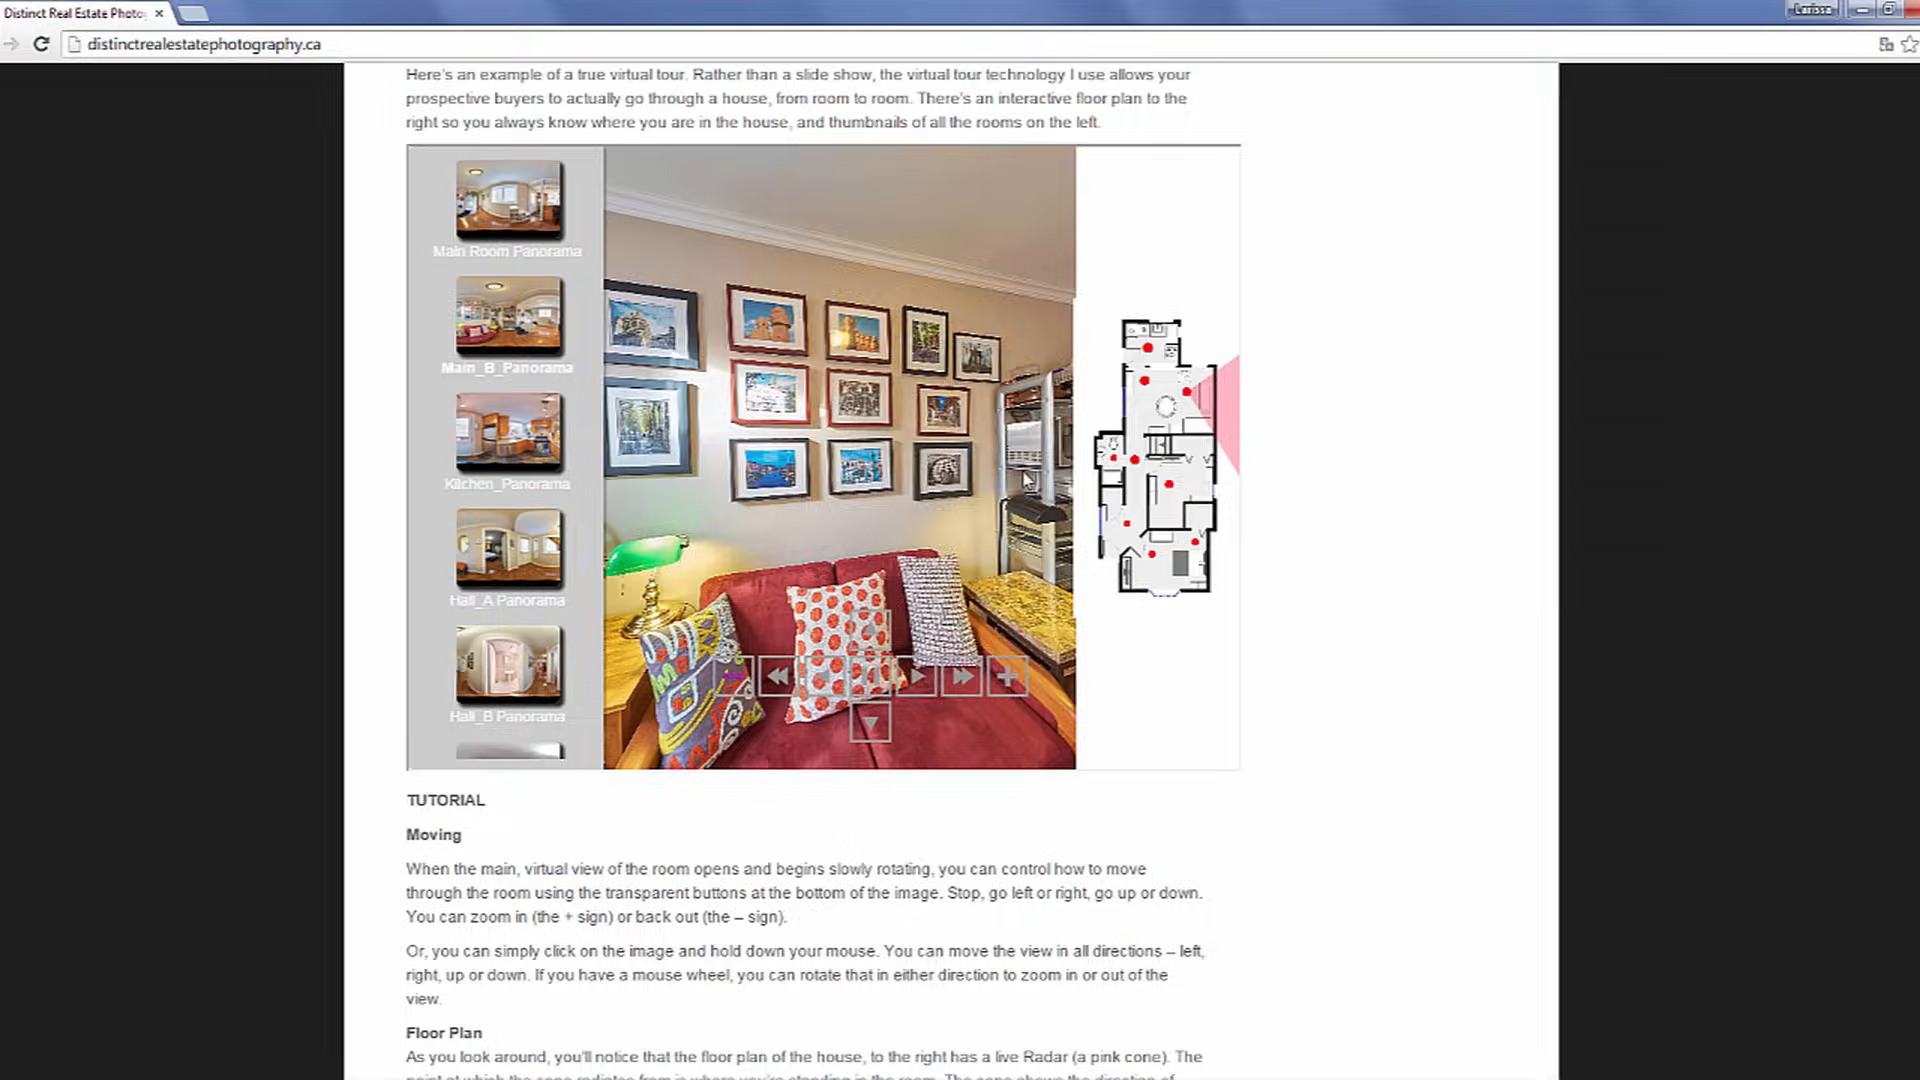 Distinct Real Estate Photo
Larissa
distinctrealestatephotography.ca
Here's an example of a true virtual tour. Rather than a slide show, the virtual tour technology I use allows your
prospective buyers to actually go through a house, from room to room. There's an interactive floor plan to the
right so you always know where you are in the house, and thumbnails of all the rooms on the left.
Main Room Panorama
Main_B_Panorama
Kitchen_Panorama
Hall_A Panorama
Hall_B Panorama
TUTORIAL
Moving
When the main, virtual view of the room opens and begins slowly rotating, you can control how to move
through the room using the transparent buttons at the bottom of the image. Stop, go left or right, go up or down.
You can zoom in (the + sign) or back out (the – sign).
Or, you can simply click on the image and hold down your mouse. You can move the view in all directions – left,
right, up or down. If you have a mouse wheel, you can rotate that in either direction to zoom in or out of the
view.
Floor Plan
As you look around, you'll notice that the floor plan of the house, to the right has a live Radar (a pink cone). The